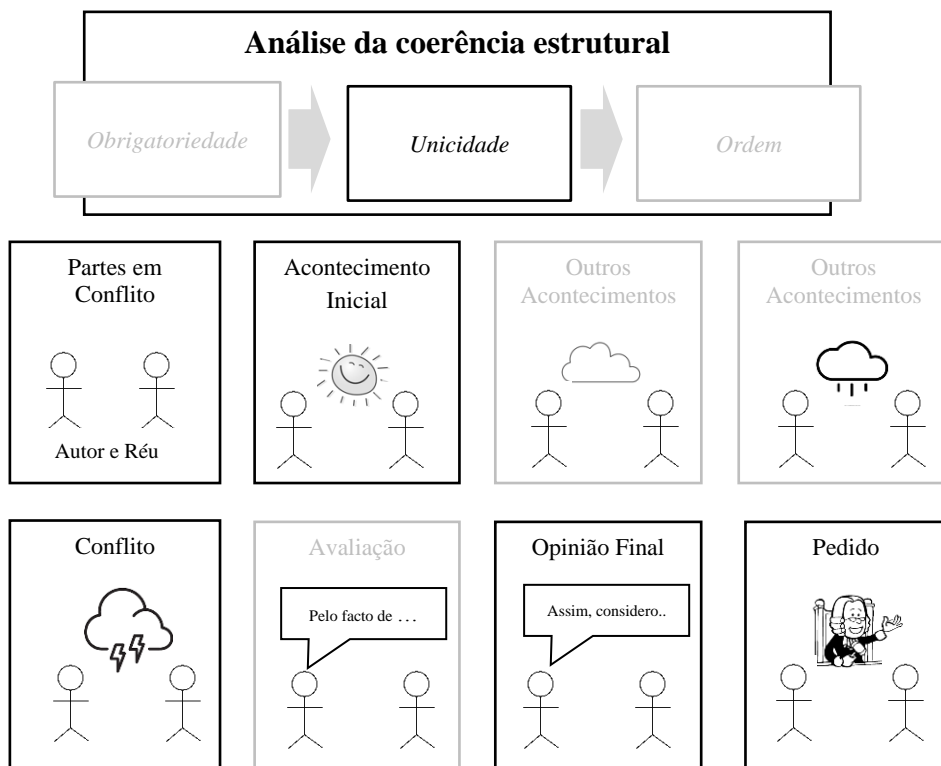 Análise da coerência estrutural
Obrigatoriedade
Unicidade
Ordem
Partes em
Conflito
Autor e Réu
Acontecimento
Inicial
Outros
Acontecimentos
Outros
Acontecimentos
Conflito
Avaliação
Pelo facto de …
Opinião Final
Assim, considero..
Pedido